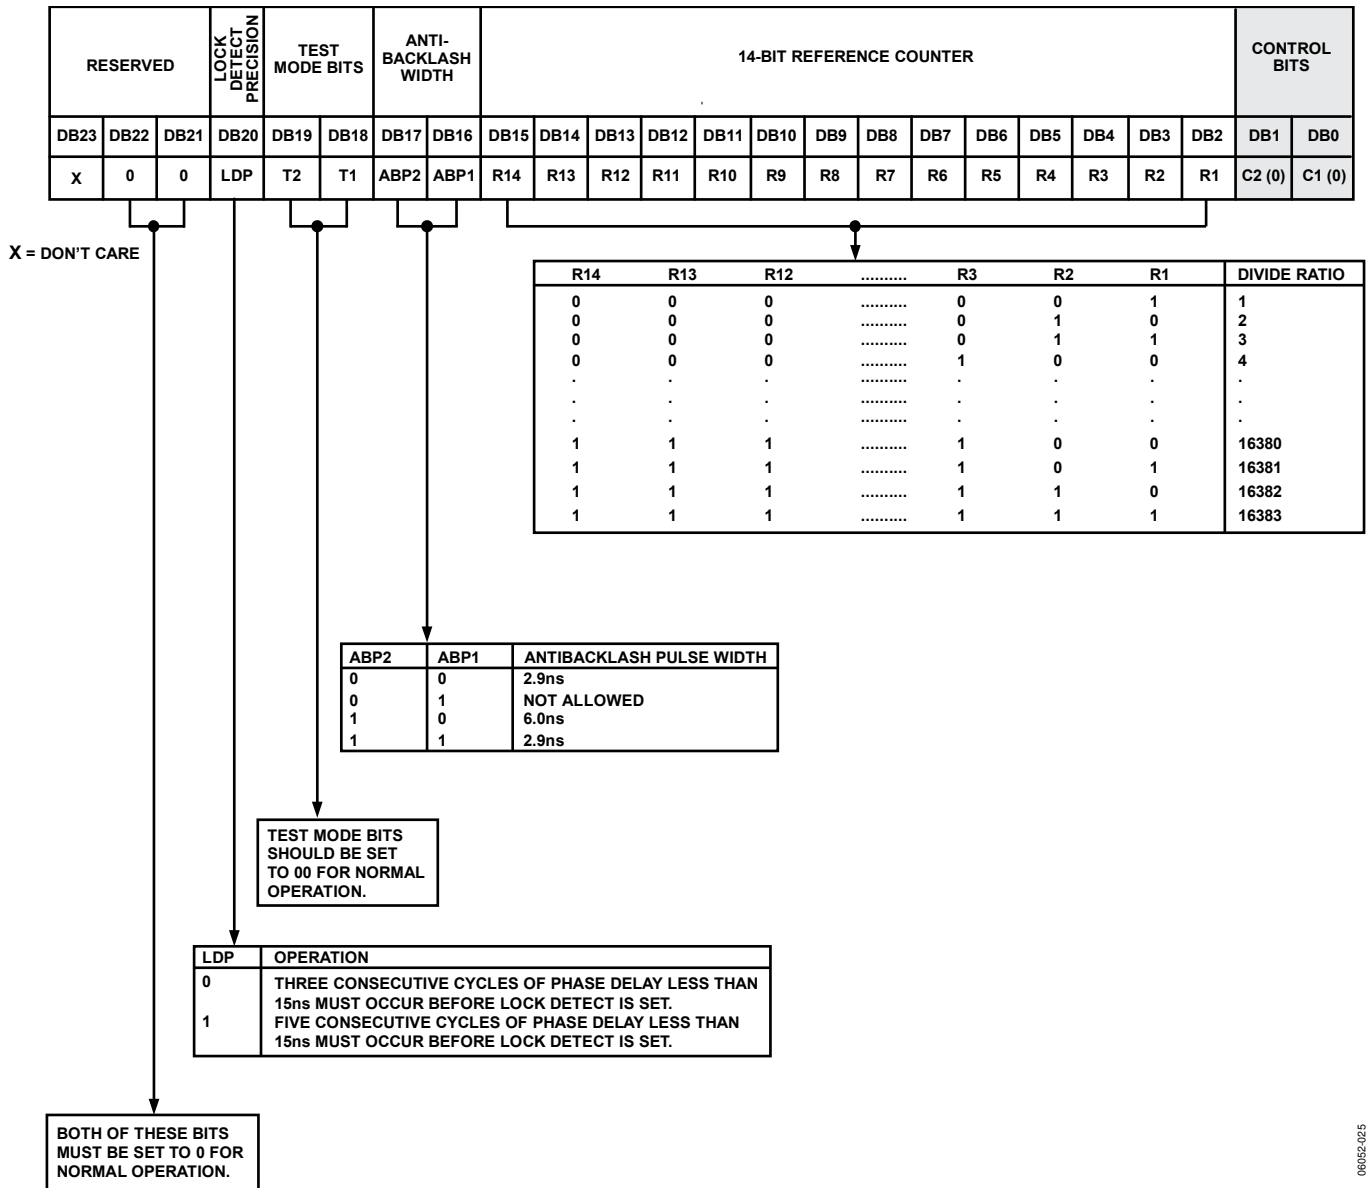 RESERVED
LOCK
DETECT
PRECISION
TEST
MODE BITS
ANTI-
BACKLASH
WIDTH
14-BIT REFERENCE COUNTER
CONTROL
BITS
DB23 DB22 DB21 DB20 DB19 DB18 DB17 DB16 DB15 DB14 DB13 DB12 DB11 DB10 DB9 DB8 DB7 DB6 DB5 DB4 DB3 DB2 DB1 DB0
X 0 0 LDP T2 T1 ABP2 ABP1 R14 R13 R12 R11 R10 R9 R8 R7 R6 R5 R4 R3 R2 R1 C2 (0) C1 (0)
X = DON'T CARE
R14 R13 R12 .......... R3 R2 R1 DIVIDE RATIO
0 0 0 .......... 0 0 1 1
0 0 0 .......... 0 1 0 2
0 0 0 .......... 0 1 1 3
0 0 0 .......... 1 0 0 4
. . . .......... . . . .
. . . .......... . . . .
. . . .......... . . . .
1 1 1 .......... 1 0 0 16380
1 1 1 .......... 1 0 1 16381
1 1 1 .......... 1 1 0 16382
1 1 1 .......... 1 1 1 16383
ABP2 ABP1 ANTIBACKLASH PULSE WIDTH
0 0 2.9ns
0 1 NOT ALLOWED
1 0 6.0ns
1 1 2.9ns
TEST MODE BITS
SHOULD BE SET
TO 00 FOR NORMAL
OPERATION.
LDP OPERATION
0 THREE CONSECUTIVE CYCLES OF PHASE DELAY LESS THAN
15ns MUST OCCUR BEFORE LOCK DETECT IS SET.
1 FIVE CONSECUTIVE CYCLES OF PHASE DELAY LESS THAN
15ns MUST OCCUR BEFORE LOCK DETECT IS SET.
BOTH OF THESE BITS
MUST BE SET TO 0 FOR
NORMAL OPERATION.
06052-025